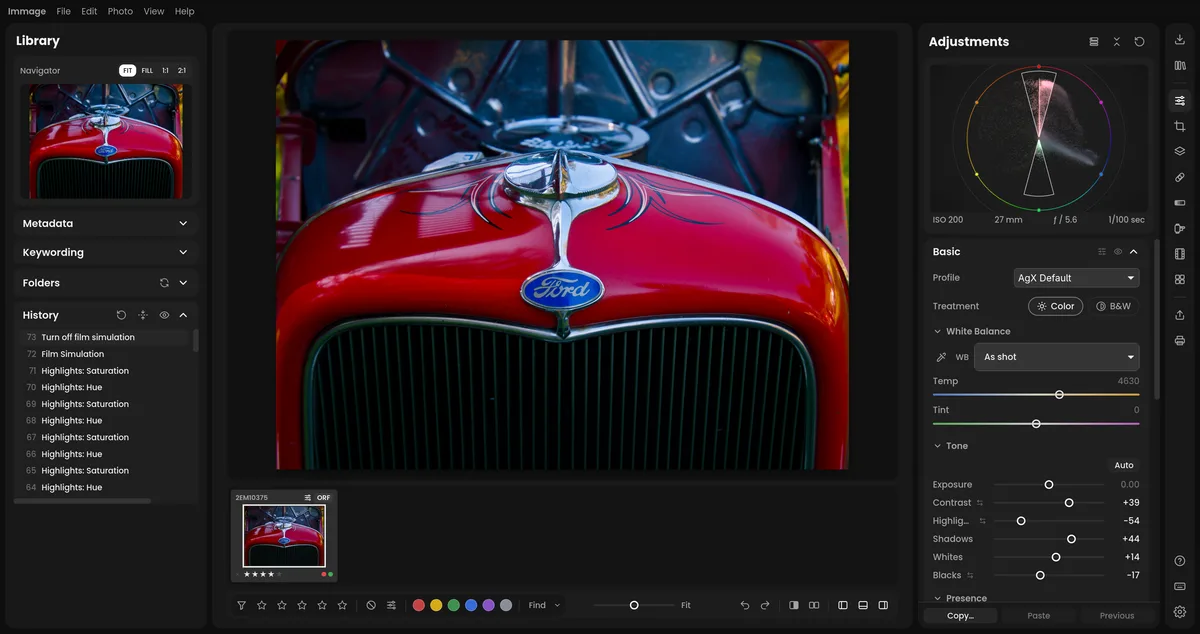 Immage File Edit Photo View Help
Library
Navigator FIT FILL 1:1 2:1
Metadata
Keywording
Folders
History
73 Turn off film simulation
72 Film Simulation
71 Highlights: Saturation
70 Highlights: Hue
69 Highlights: Saturation
68 Highlights: Hue
67 Highlights: Saturation
66 Highlights: Hue
65 Highlights: Saturation
64 Highlights: Hue
Ford
2EM10375 ORF
Find
Fit
Adjustments
ISO 200 27 mm ƒ / 5.6 1/100 sec
Basic
Profile AgX Default
Treatment Color B&W
White Balance
WB As shot
Temp 4630
Tint 0
Tone
Auto
Exposure 0.00
Contrast +39
Highlig... -54
Shadows +44
Whites +14
Blacks -17
Presence
Copy... Paste Previous